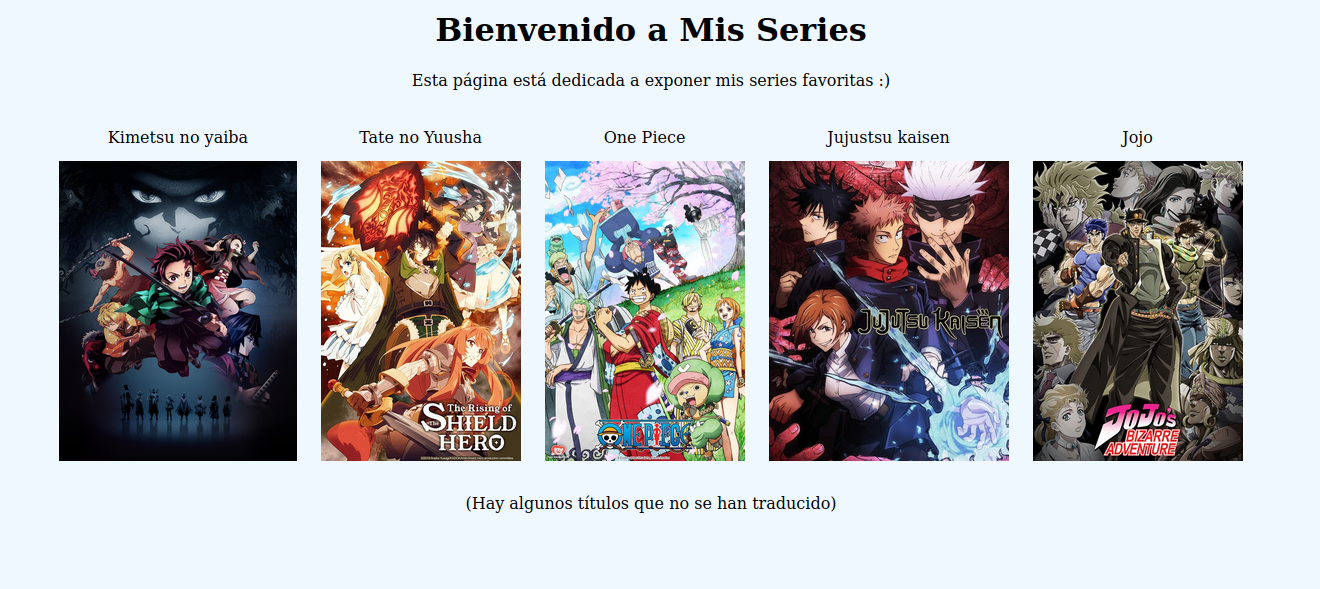 Bienvenido a Mis Series
Esta página está dedicada a exponer mis series favoritas :)
Kimetsu no yaiba
Tate no Yuusha
One Piece
Jujustsu kaisen
Jojo
The Rising of
SHIELD
HERO
ONE PIECE
JUJUTSU KAISEN
JOJO'S
BIZARRE
ADVENTURE
(Hay algunos títulos que no se han traducido)